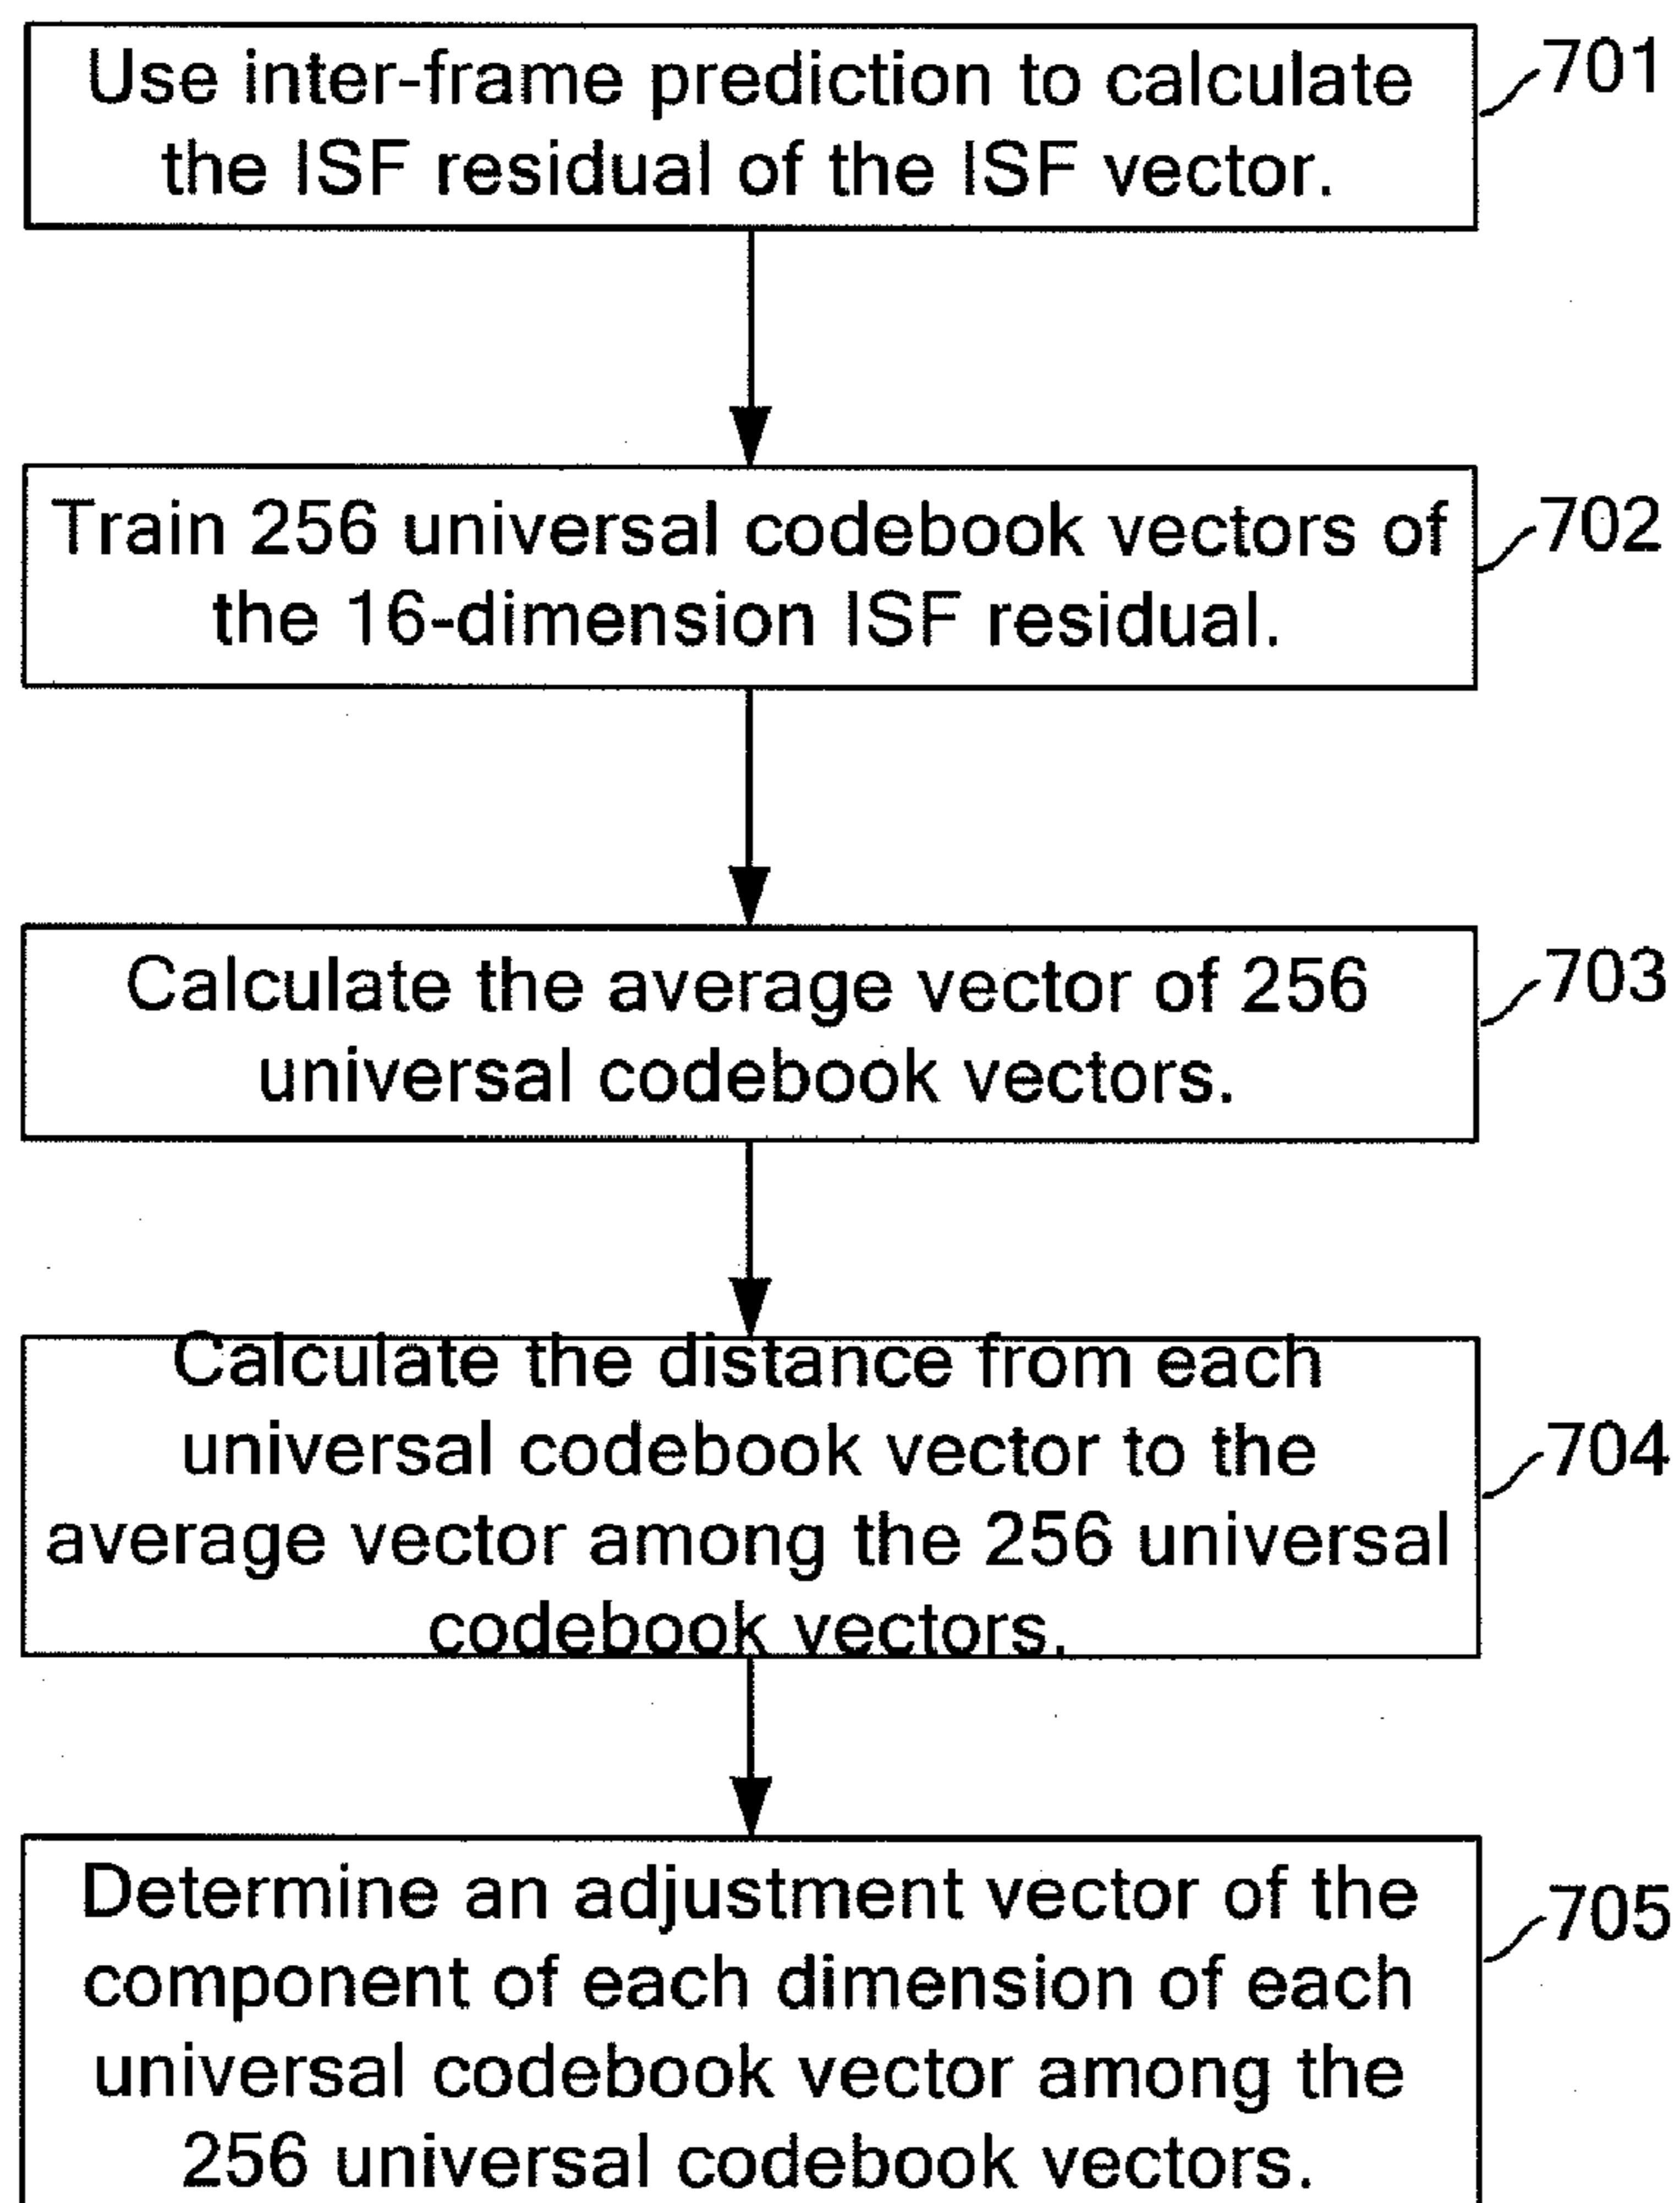 Use inter-frame prediction to calculate
the ISF residual of the ISF vector.
701
Train 256 universal codebook vectors of
the 16-dimension ISF residual.
702
Calculate the average vector of 256
universal codebook vectors.
703
Calculate the distance from each
universal codebook vector to the
average vector among the 256 universal
codebook vectors.
704
Determine an adjustment vector of the
component of each dimension of each
universal codebook vector among the
256 universal codebook vectors.
705